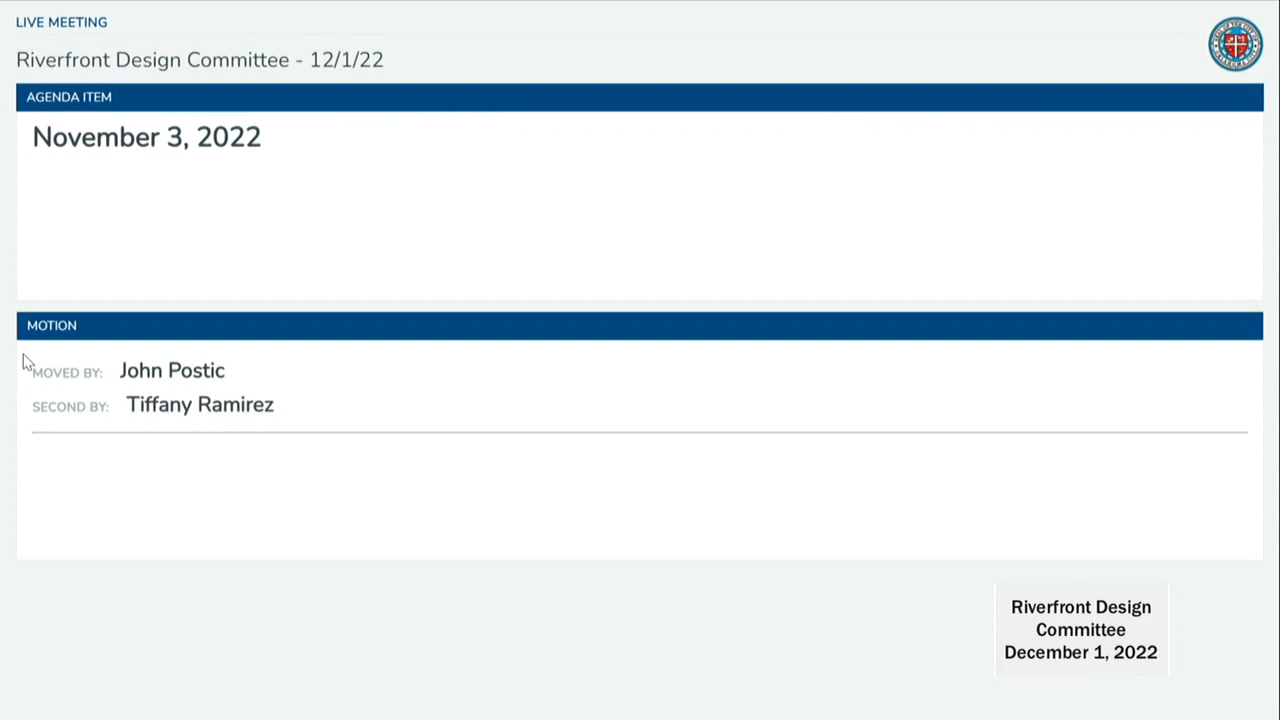 LIVE MEETING
Riverfront Design Committee - 12/1/22
AGENDA ITEM
November 3, 2022
MOTION
MOVED BY: John Postic
SECOND BY: Tiffany Ramirez
Riverfront Design
Committee
December 1, 2022